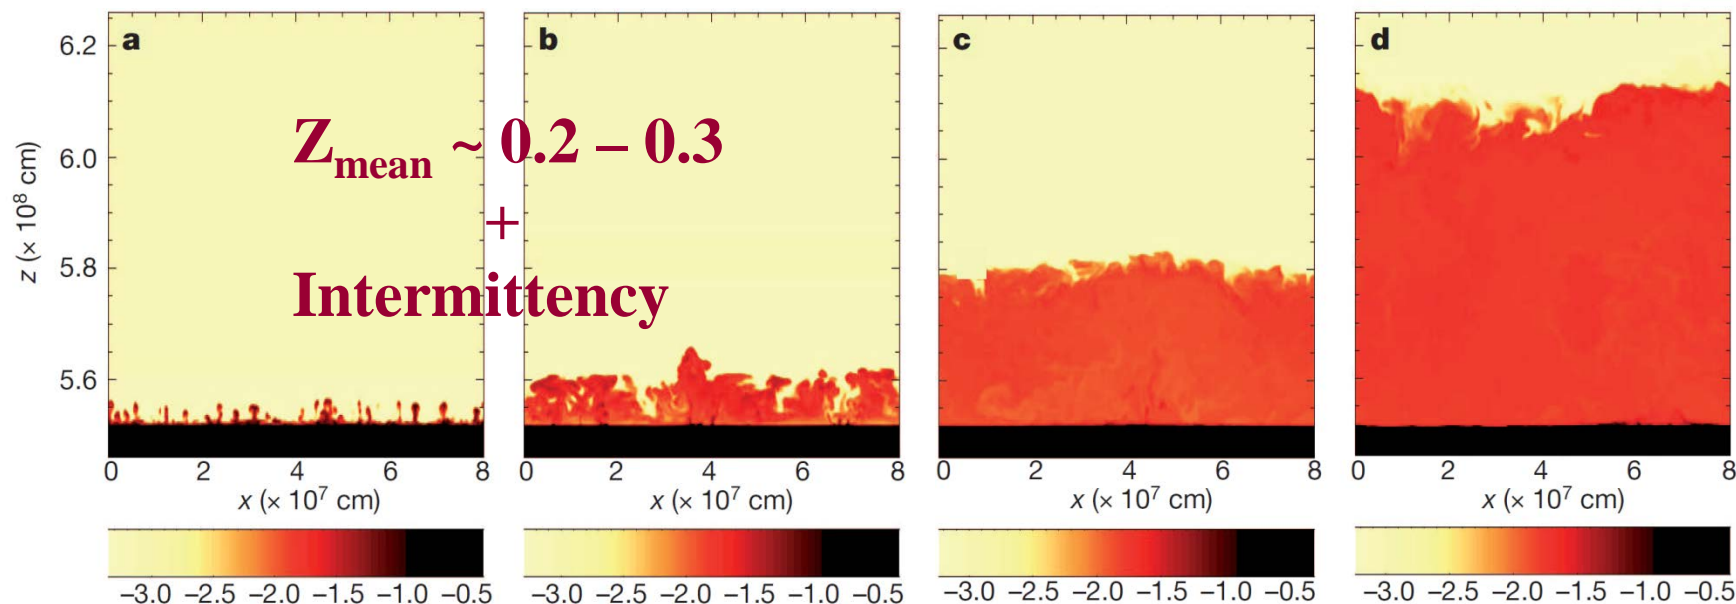 a
b
c
d
6.2
6.0
5.8
5.6
z (× 10⁸ cm)
Z_mean ~ 0.2 – 0.3
+
Intermittency
0 2 4 6 8
0 2 4 6 8
0 2 4 6 8
0 2 4 6 8
x (× 10⁷ cm)
x (× 10⁷ cm)
x (× 10⁷ cm)
x (× 10⁷ cm)
−3.0 −2.5 −2.0 −1.5 −1.0 −0.5
−3.0 −2.5 −2.0 −1.5 −1.0 −0.5
−3.0 −2.5 −2.0 −1.5 −1.0 −0.5
−3.0 −2.5 −2.0 −1.5 −1.0 −0.5